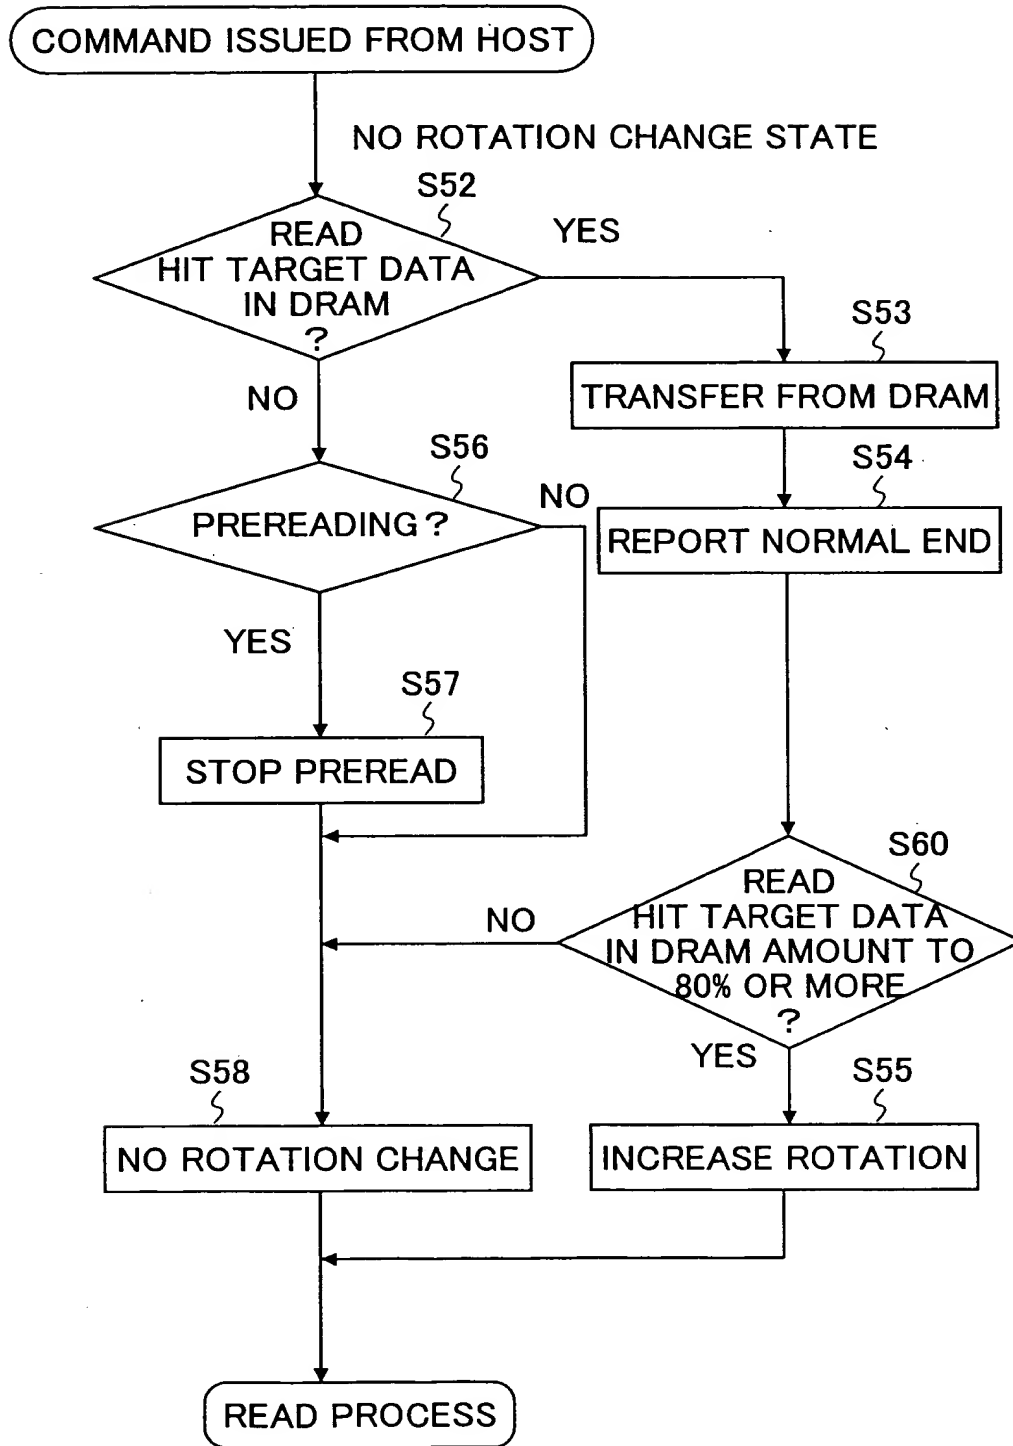 COMMAND ISSUED FROM HOST
NO ROTATION CHANGE STATE
S52
READ
HIT TARGET DATA
IN DRAM
?
YES
NO
S53
TRANSFER FROM DRAM
S54
REPORT NORMAL END
S56
PREREADING ?
NO
YES
S57
STOP PREREAD
S60
READ
HIT TARGET DATA
IN DRAM AMOUNT TO
80% OR MORE
?
NO
YES
S58
NO ROTATION CHANGE
S55
INCREASE ROTATION
READ PROCESS